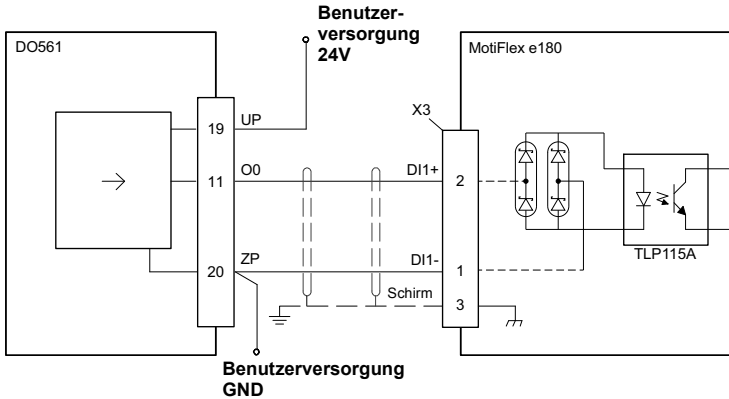 Benutzer-
versorgung
24V
DO561
MotiFlex e180
X3
19
UP
11
O0
DI1+
2
20
ZP
DI1-
1
Schirm
3
TLP115A
Benutzerversorgung
GND